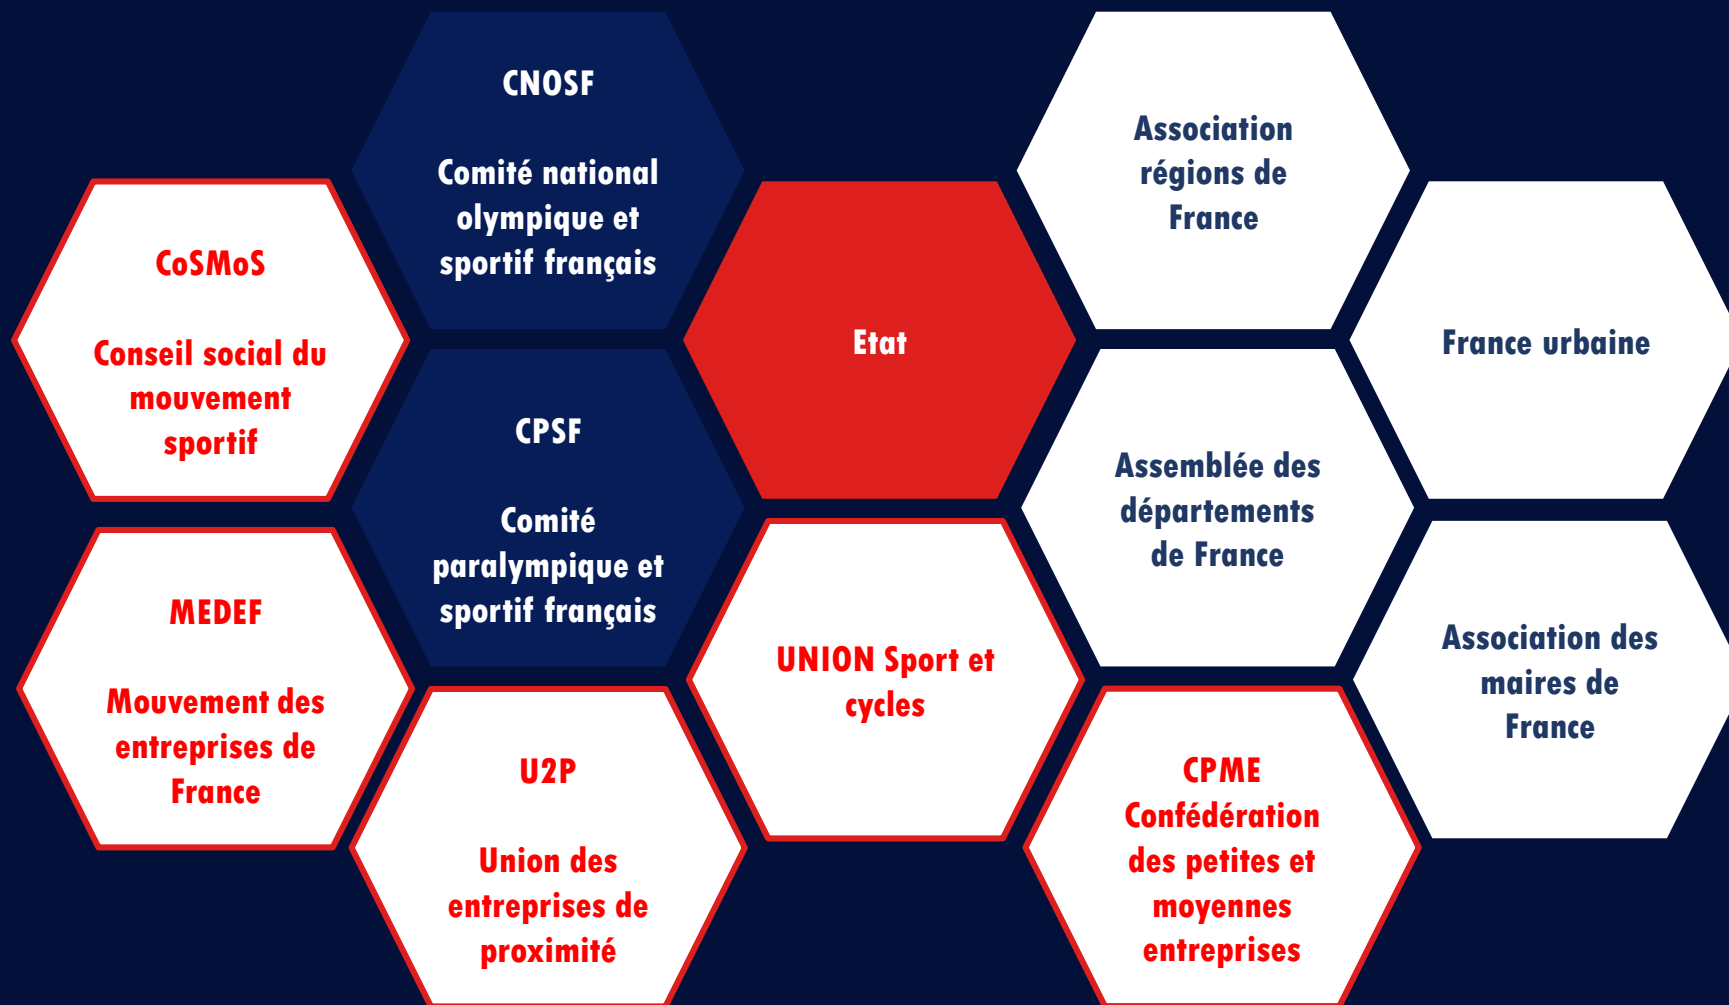 CNOSF
Comité national
olympique et
sportif français
Association
régions de
France
CoSMoS
Conseil social du
mouvement
sportif
Etat
France urbaine
CPSF
Comité
paralympique et
sportif français
Assemblée des
départements
de France
MEDEF
Mouvement des
entreprises de
France
UNION Sport et
cycles
Association des
maires de
France
U2P
Union des
entreprises de
proximité
CPME
Confédération
des petites et
moyennes
entreprises